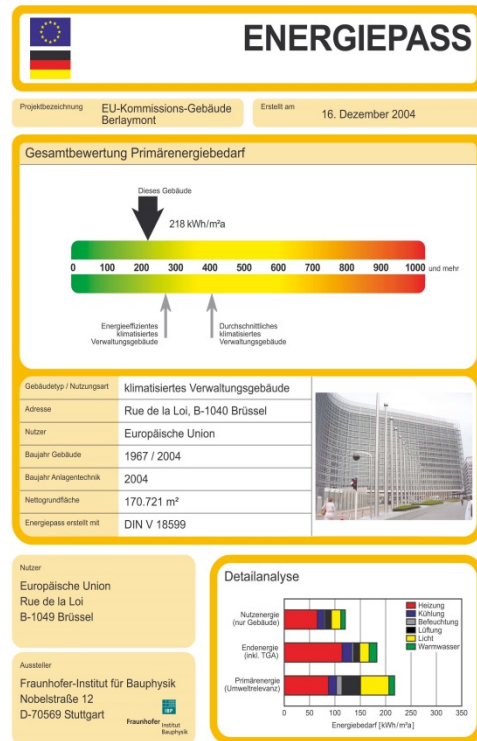 ENERGIEPASS
Projektbezeichnung
EU-Kommissions-Gebäude
Berlaymont
Erstellt am
16. Dezember 2004
Gesamtbewertung Primärenergiebedarf
Dieses Gebäude
218 kWh/m²a
0 100 200 300 400 500 600 700 800 900 1000 und mehr
Energieeffizientes
klimatisiertes
Verwaltungsgebäude
Durchschnittliches
klimatisiertes
Verwaltungsgebäude
Gebäudetyp / Nutzungsart klimatisiertes Verwaltungsgebäude
Adresse Rue de la Loi, B-1040 Brüssel
Nutzer Europäische Union
Baujahr Gebäude 1967 / 2004
Baujahr Anlagentechnik 2004
Nettogrundfläche 170.721 m²
Energiepass erstellt mit DIN V 18599
Nutzer
Europäische Union
Rue de la Loi
B-1049 Brüssel
Aussteller
Fraunhofer-Institut für Bauphysik
Nobelstraße 12
D-70569 Stuttgart
IBP
Fraunhofer Institut
Bauphysik
Detailanalyse
Nutzenergie
(nur Gebäude)
Endenergie
(inkl. TGA)
Primärenergie
(Umweltrelevanz)
Heizung
Kühlung
Befeuchtung
Lüftung
Licht
Warmwasser
0 50 100 150 200 250 300 350
Energiebedarf [kWh/m²a]